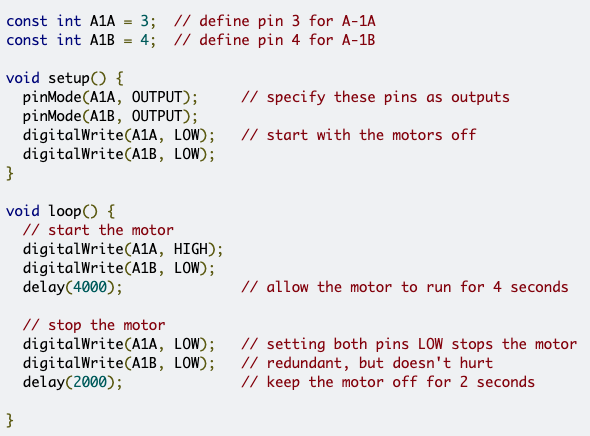 const int A1A = 3;  // define pin 3 for A-1A
const int A1B = 4;  // define pin 4 for A-1B

void setup() {
  pinMode(A1A, OUTPUT);     // specify these pins as outputs
  pinMode(A1B, OUTPUT);
  digitalWrite(A1A, LOW);   // start with the motors off
  digitalWrite(A1B, LOW);
}

void loop() {
  // start the motor
  digitalWrite(A1A, HIGH);
  digitalWrite(A1B, LOW);
  delay(4000);              // allow the motor to run for 4 seconds

  // stop the motor
  digitalWrite(A1A, LOW);   // setting both pins LOW stops the motor
  digitalWrite(A1B, LOW);   // redundant, but doesn't hurt
  delay(2000);              // keep the motor off for 2 seconds

}